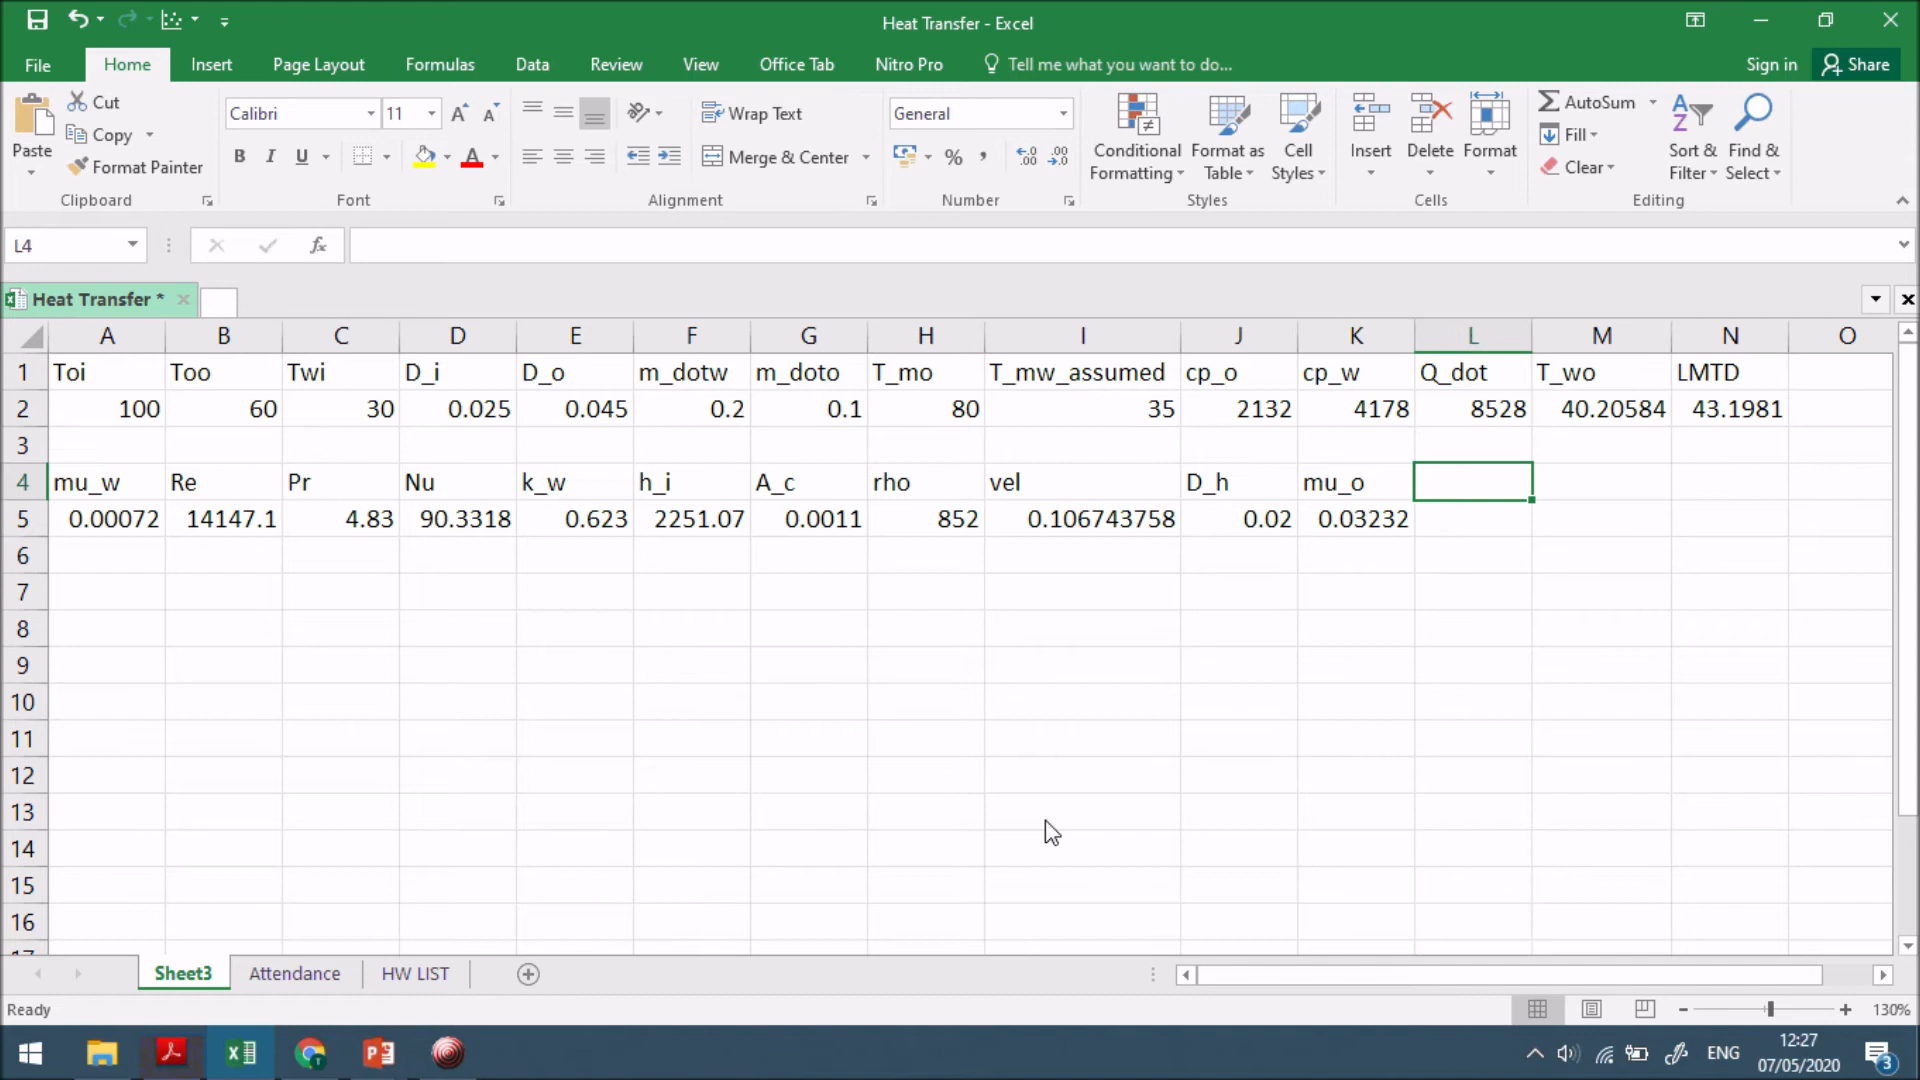 Heat Transfer - Excel
File Home Insert Page Layout Formulas Data Review View Office Tab Nitro Pro Tell me what you want to do... Sign in Share
Paste Cut Copy Format Painter
Clipboard
Calibri 11
B I U A
Font
Wrap Text
Merge & Center
Alignment
General
% , .00 .0
Number
Conditional Formatting Format as Table Cell Styles
Styles
Insert Delete Format
Cells
AutoSum Fill Clear
Sort & Filter Find & Select
Editing
L4 fx
Heat Transfer *
A B C D E F G H I J K L M N O
1 Toi Too Twi D_i D_o m_dotw m_doto T_mo T_mw_assumed cp_o cp_w Q_dot T_wo LMTD
2 100 60 30 0.025 0.045 0.2 0.1 80 35 2132 4178 8528 40.20584 43.1981
3
4 mu_w Re Pr Nu k_w h_i A_c rho vel D_h mu_o
5 0.00072 14147.1 4.83 90.3318 0.623 2251.07 0.0011 852 0.106743758 0.02 0.03232
6
7
8
9
10
11
12
13
14
15
16
Sheet3 Attendance HW LIST
Ready 130%
ENG 12:27
07/05/2020 3